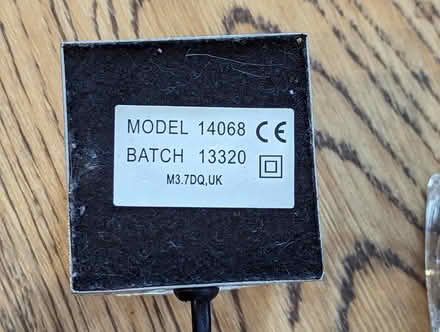 MODEL 14068 CE
BATCH 13320
M3.7DQ,UK